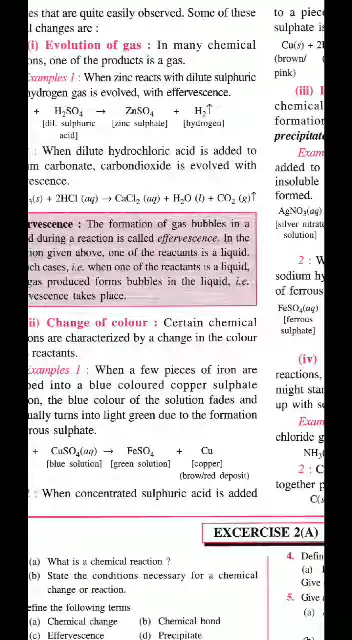 es that are quite easily observed. Some of these
l changes are :
(i) Evolution of gas : In many chemical
ons, one of the products is a gas.
Examples 1 : When zinc reacts with dilute sulphuric
hydrogen gas is evolved, with effervescence.
+ H₂SO₄ → ZnSO₄ + H₂↑
[dil. sulphuric [zinc sulphate] [hydrogen]
acid]
: When dilute hydrochloric acid is added to
m carbonate, carbondioxide is evolved with
escence.
₃(s) + 2HCl (aq) → CaCl₂ (aq) + H₂O (l) + CO₂ (g)↑
rvescence : The formation of gas bubbles in a
d during a reaction is called effervescence. In the
ion given above, one of the reactants is a liquid.
ch cases, i.e. when one of the reactants is a liquid,
gas produced forms bubbles in the liquid, i.e.
vescence takes place.
ii) Change of colour : Certain chemical
ons are characterized by a change in the colour
reactants.
Examples 1 : When a few pieces of iron are
ped into a blue coloured copper sulphate
on, the blue colour of the solution fades and
ually turns into light green due to the formation
rous sulphate.
+ CuSO₄(aq) → FeSO₄ + Cu
[blue solution] [green solution] [copper]
(brow/red deposit)
: When concentrated sulphuric acid is added
to a piec
sulphate is
Cu(s) + 2
(brown/
pink)
(iii)
chemical
formation
precipitat
Exam
added to
insoluble
formed.
AgNO₃(aq)
[silver nitrate
solution]
2 : W
sodium hy
of ferrous
FeSO₄(aq)
[ferrous
sulphate]
(iv)
reactions,
might star
up with s
Exam
chloride g
NH₃
2 : C
together p
C(s
EXCERCISE 2(A)
(a) What is a chemical reaction ?
(b) State the conditions necessary for a chemical
change or reaction.
efine the following terms
(a) Chemical change (b) Chemical bond
(c) Effervescence (d) Precipitate
4. Defin
(a)
Give
5. Give
(a)